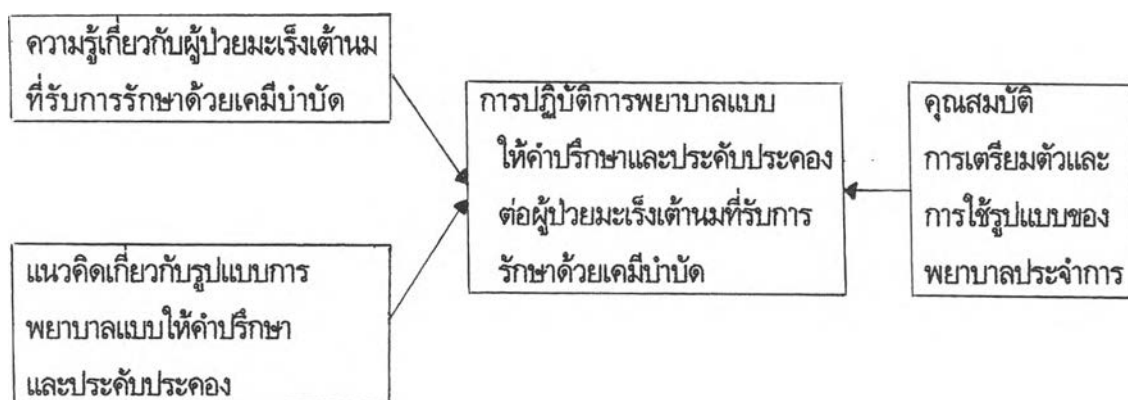 ความรู้เกี่ยวกับผู้ป่วยมะเร็งเต้านม
ที่รับการรักษาด้วยเคมีบำบัด
แนวคิดเกี่ยวกับรูปแบบการ
พยาบาลแบบให้คำปรึกษา
และประคับประคอง
การปฏิบัติการพยาบาลแบบ
ให้คำปรึกษาและประคับประคอง
ต่อผู้ป่วยมะเร็งเต้านมที่รับการ
รักษาด้วยเคมีบำบัด
คุณสมบัติ
การเตรียมตัวและ
การใช้รูปแบบของ
พยาบาลประจำการ